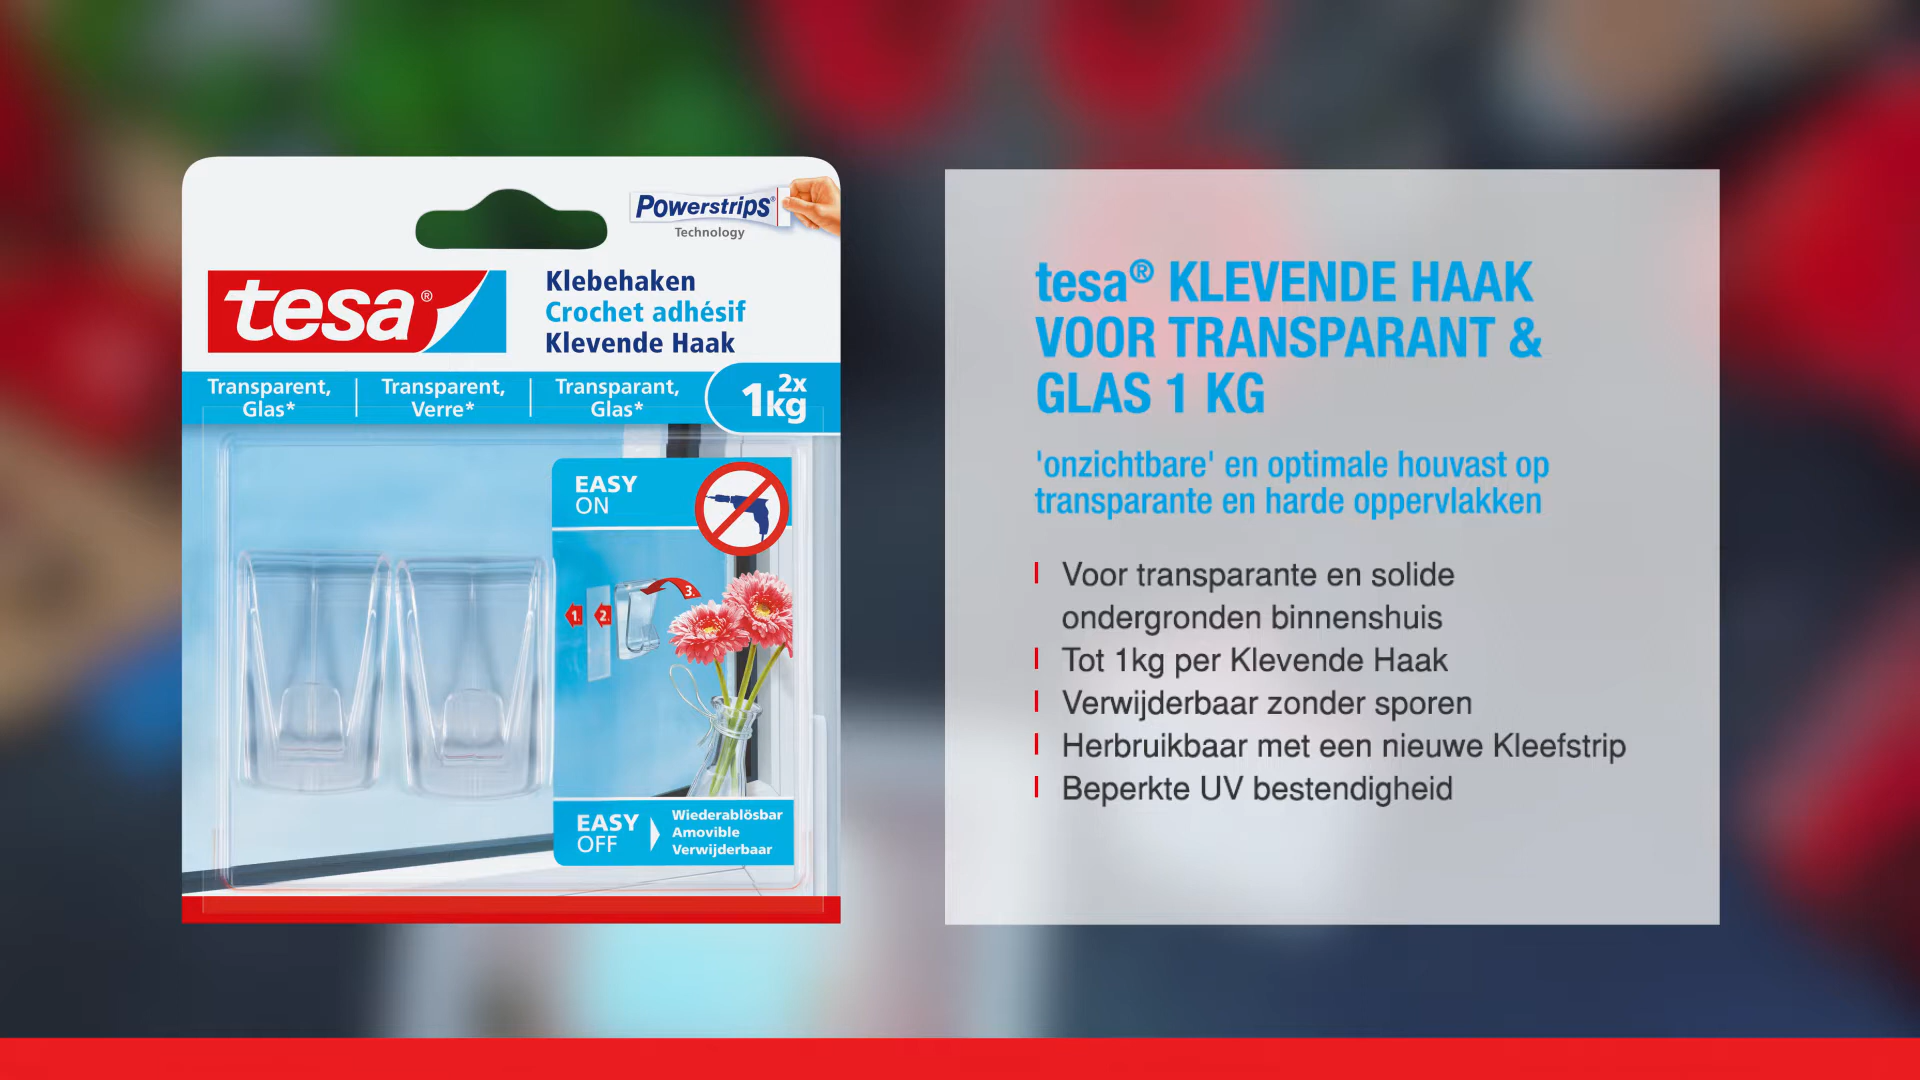 Powerstrips®
Technology
tesa®
Klebehaken
Crochet adhésif
Klevende Haak
Transparent,
Glas*
Transparent,
Verre*
Transparant,
Glas*
2x
1kg
EASY
ON
1.
2.
3.
EASY
OFF
Wiederablösbar
Amovible
Verwijderbaar
tesa® KLEVENDE HAAK
VOOR TRANSPARANT &
GLAS 1 KG
'onzichtbare' en optimale houvast op
transparante en harde oppervlakken
Voor transparante en solide
ondergronden binnenshuis
Tot 1kg per Klevende Haak
Verwijderbaar zonder sporen
Herbruikbaar met een nieuwe Kleefstrip
Beperkte UV bestendigheid